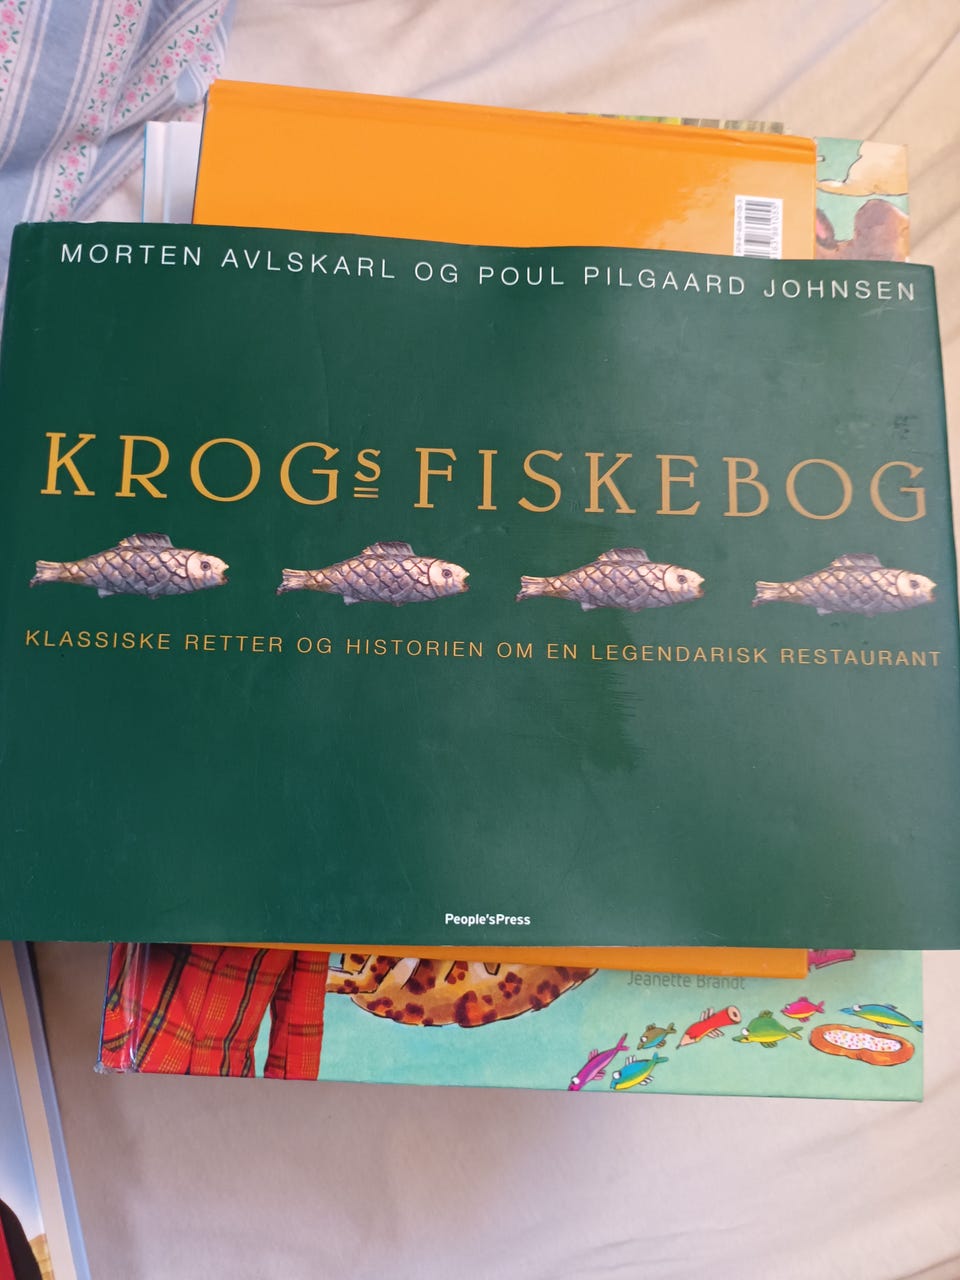 MORTEN AVLSKARL OG POUL PILGAARD JOHNSEN
KROGs FISKEBOG
KLASSISKE RETTER OG HISTORIEN OM EN LEGENDARISK RESTAURANT
People'sPress
Jeanette Brandt